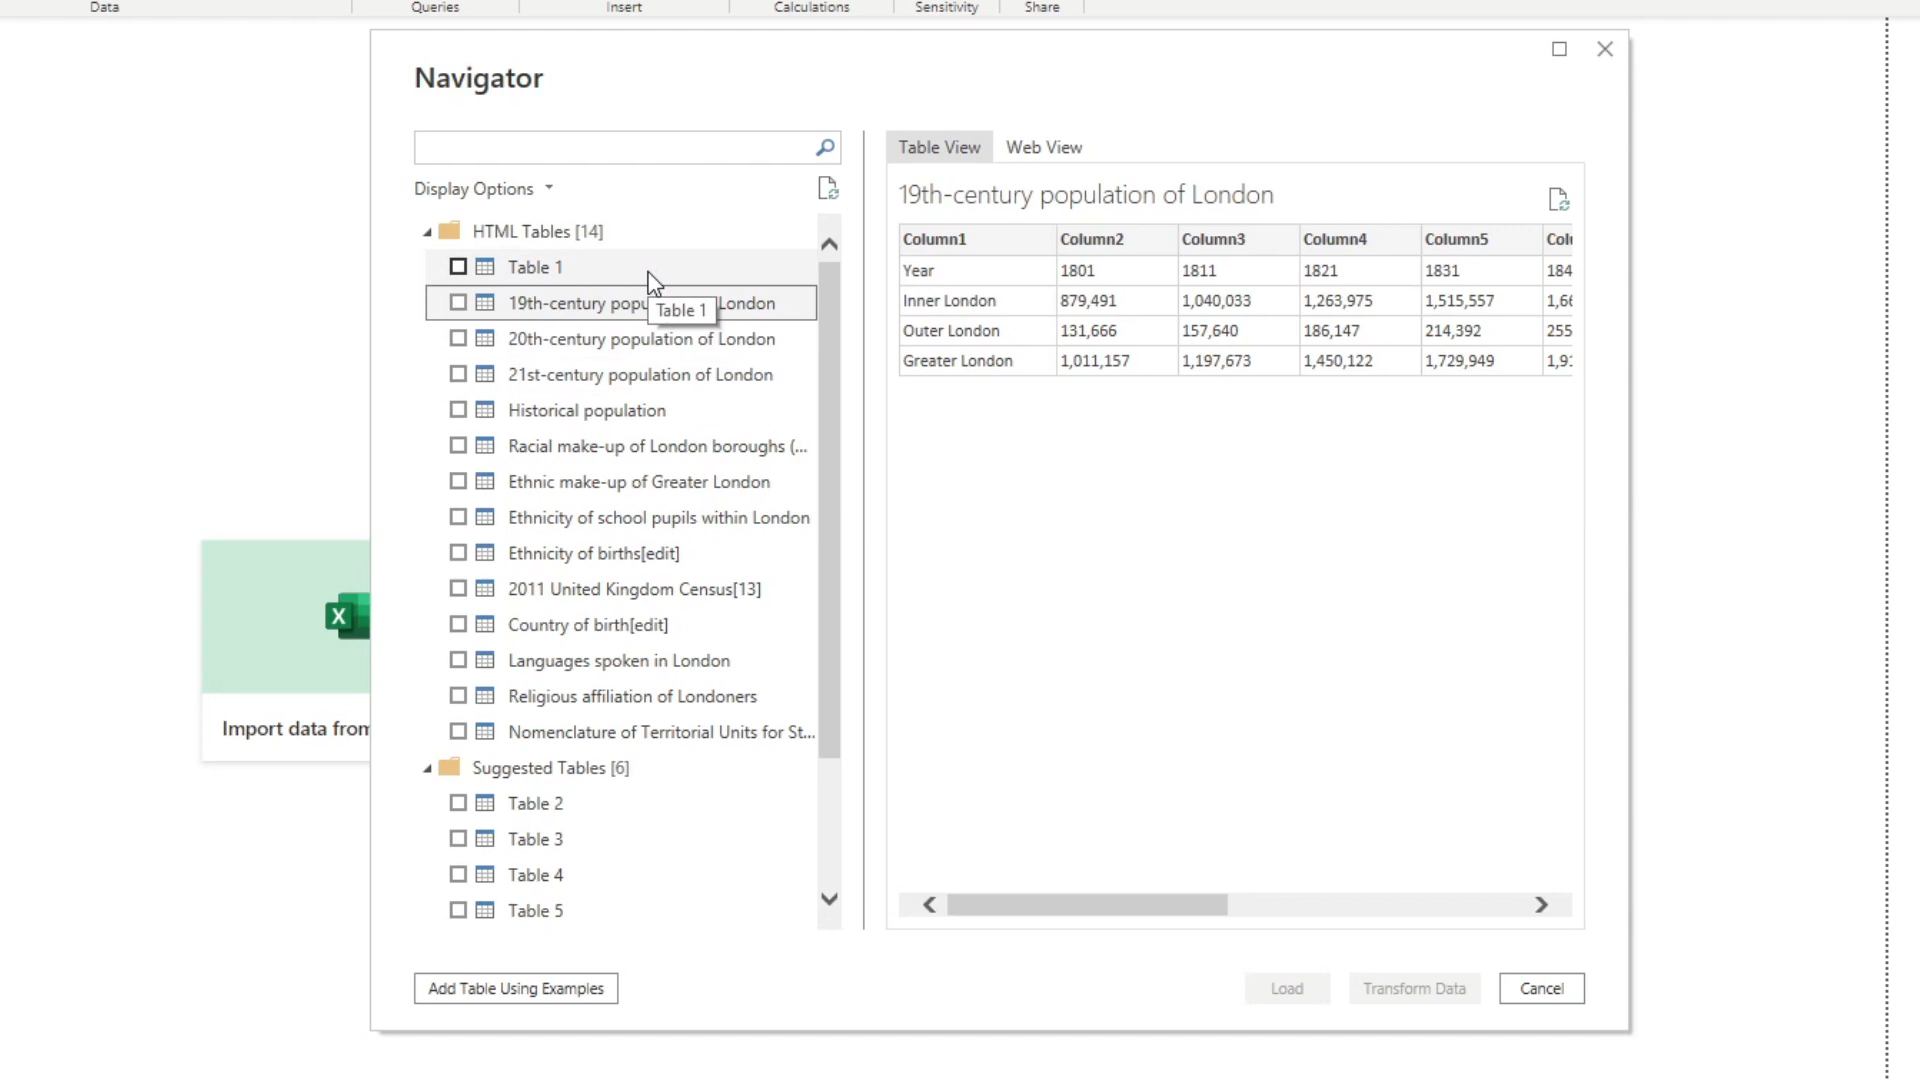 Data Queries Insert Calculations Sensitivity Share
Navigator
Display Options
HTML Tables [14]
Table 1
19th-century popu London
Table 1
20th-century population of London
21st-century population of London
Historical population
Racial make-up of London boroughs (...
Ethnic make-up of Greater London
Ethnicity of school pupils within London
Ethnicity of births[edit]
2011 United Kingdom Census[13]
Country of birth[edit]
Languages spoken in London
Religious affiliation of Londoners
Nomenclature of Territorial Units for St...
Suggested Tables [6]
Table 2
Table 3
Table 4
Table 5
Table View Web View
19th-century population of London
Column1 Column2 Column3 Column4 Column5 Colu
Year 1801 1811 1821 1831 184
Inner London 879,491 1,040,033 1,263,975 1,515,557 1,66
Outer London 131,666 157,640 186,147 214,392 255
Greater London 1,011,157 1,197,673 1,450,122 1,729,949 1,91
X
Import data from
Add Table Using Examples
Load Transform Data Cancel